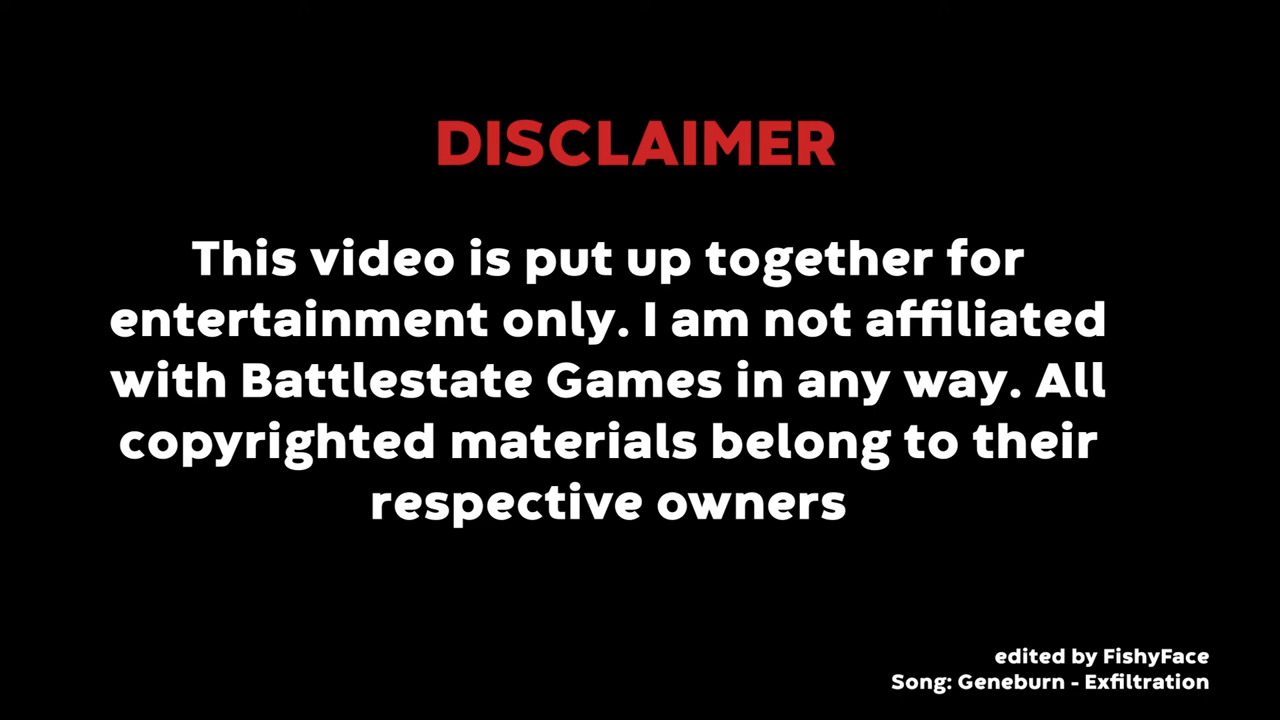 DISCLAIMER
This video is put up together for
entertainment only. I am not affiliated
with Battlestate Games in any way. All
copyrighted materials belong to their
respective owners
edited by FishyFace
Song: Geneburn - Exfiltration